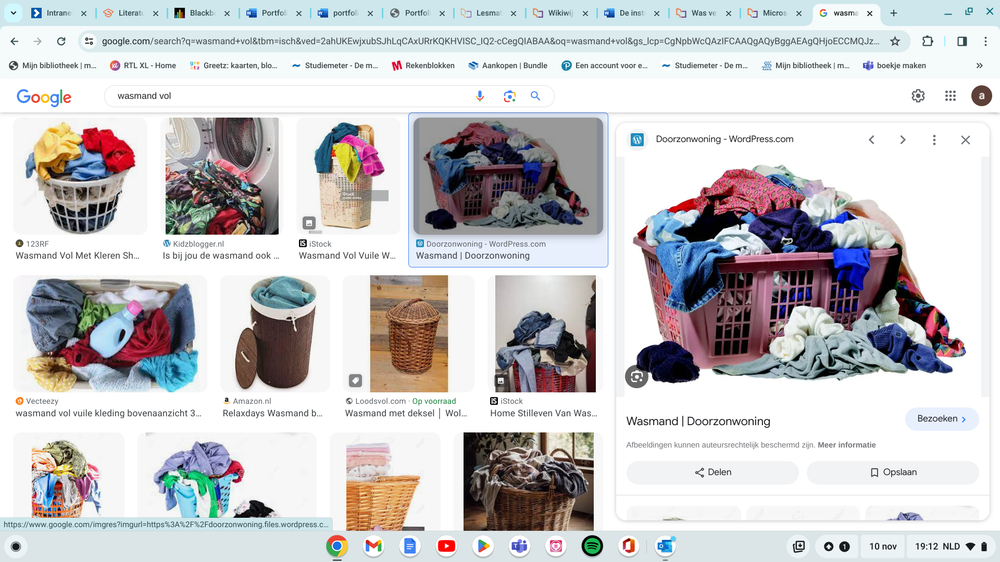 Intrane
Literatu
Blackbo
Portfoli
portfoli
Portfoli
Lesmat
Wikiwij
De inst
Was ve
Micros
wasma
google.com/search?q=wasmand+vol&tbm=isch&ved=2ahUKEwjxubSJhLqCAxURrKQKHVISC_IQ2-cCegQIABAA&oq=wasmand+vol&gs_lcp=CgNpbWcQAzIFCAAQgAQyBggAEAgQHjoECCMQJz...
Mijn bibliotheek | m...
RTL XL - Home
Greetz: kaarten, blo...
Studiemeter - De m...
Rekenblokken
Aankopen | Bundle
Een account voor e...
Studiemeter - De m...
Mijn bibliotheek | m...
boekje maken
Google
wasmand vol
a
123RF
Wasmand Vol Met Kleren Sh...
Kidzblogger.nl
Is bij jou de wasmand ook ...
iStock
iStock
Wasmand Vol Vuile W...
Doorzonwoning - WordPress.com
Wasmand | Doorzonwoning
Vecteezy
wasmand vol vuile kleding bovenaanzicht 3...
Amazon.nl
Relaxdays Wasmand b...
Loodsvol.com · Op voorraad
Wasmand met deksel │ Wol...
iStock
Home Stilleven Van Was...
Doorzonwoning - WordPress.com
Wasmand | Doorzonwoning
Bezoeken
Afbeeldingen kunnen auteursrechtelijk beschermd zijn. Meer informatie
Delen
Opslaan
https://www.google.com/imgres?imgurl=https%3A%2F%2Fdoorzonwoning.files.wordpress.c...
1
10 nov
19:12 NLD